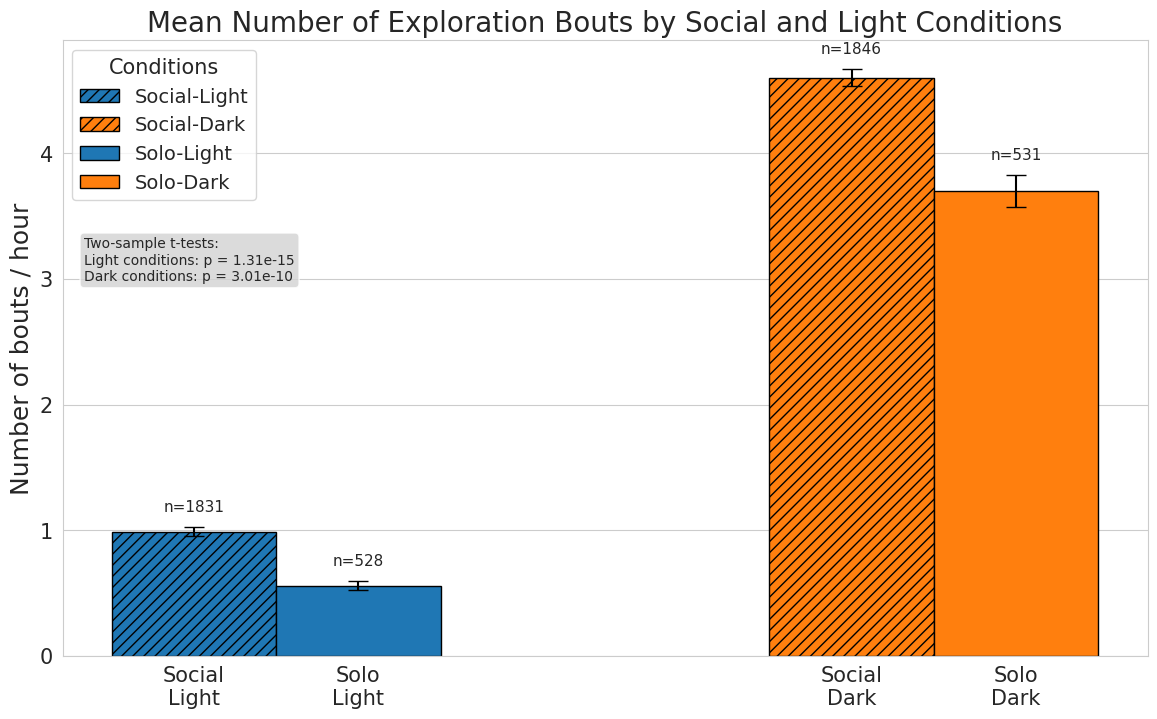 Mean Number of Exploration Bouts by Social and Light Conditions
Number of bouts / hour
Conditions
Social-Light
Social-Dark
Solo-Light
Solo-Dark
Two-sample t-tests:
Light conditions: p = 1.31e-15
Dark conditions: p = 3.01e-10
n=1831
n=528
n=1846
n=531
4
3
2
1
0
Social
Light
Solo
Light
Social
Dark
Solo
Dark